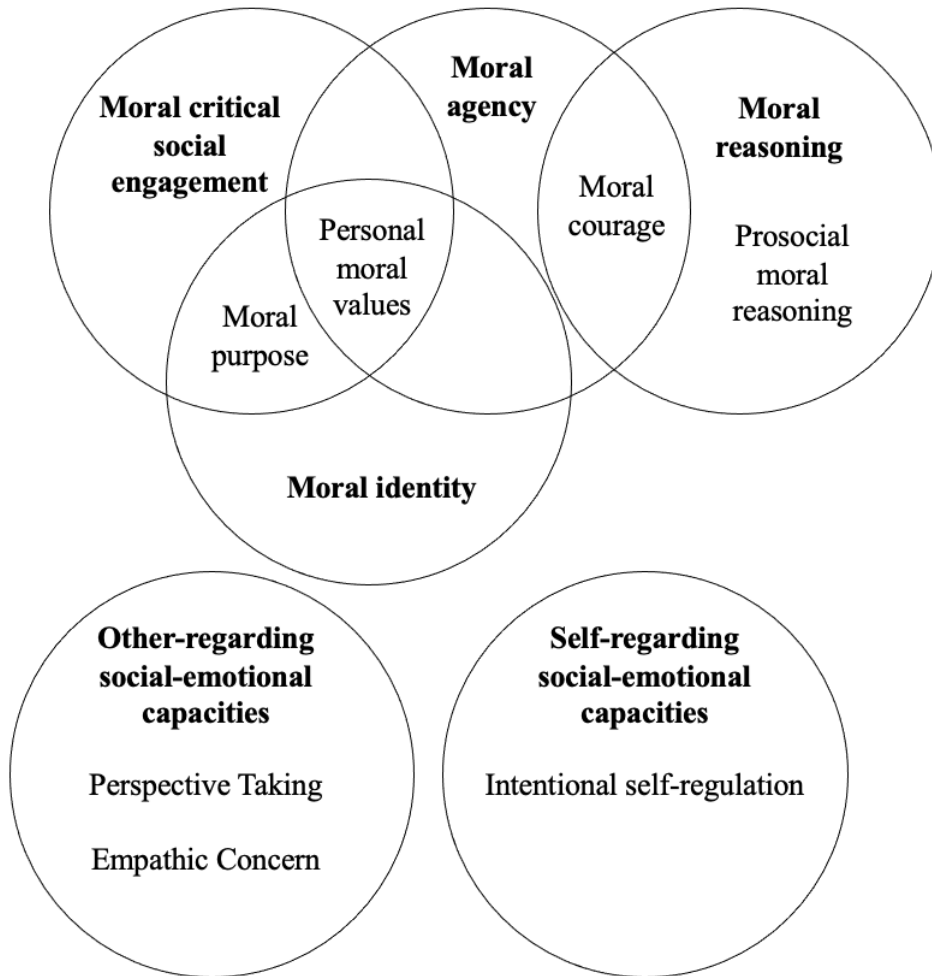 Moral critical
social
engagement
Moral
agency
Moral
reasoning
Moral
courage
Prosocial
moral
reasoning
Personal
moral
values
Moral
purpose
Moral identity
Other-regarding
social-emotional
capacities
Perspective Taking
Empathic Concern
Self-regarding
social-emotional
capacities
Intentional self-regulation